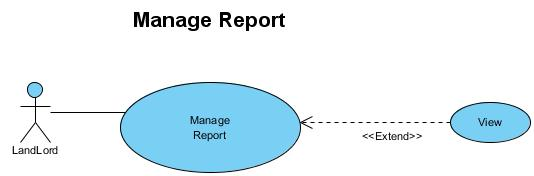 Manage Report
Manage
Report
View
<<Extend>>
LandLord